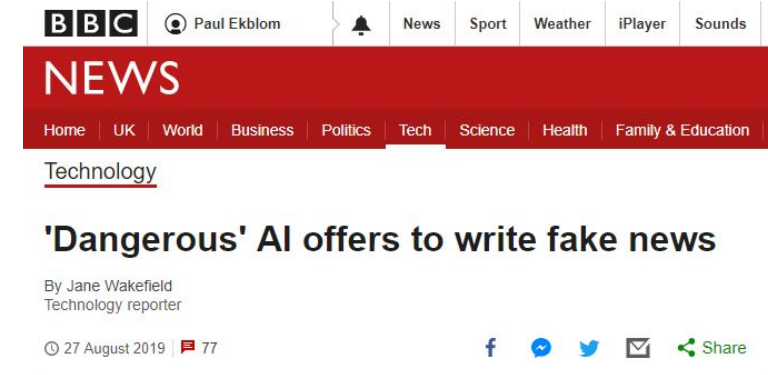 BBC Paul Ekblom News Sport Weather iPlayer Sounds
NEWS
Home UK World Business Politics Tech Science Health Family & Education
Technology
'Dangerous' AI offers to write fake news
By Jane Wakefield
Technology reporter
27 August 2019 77 Share